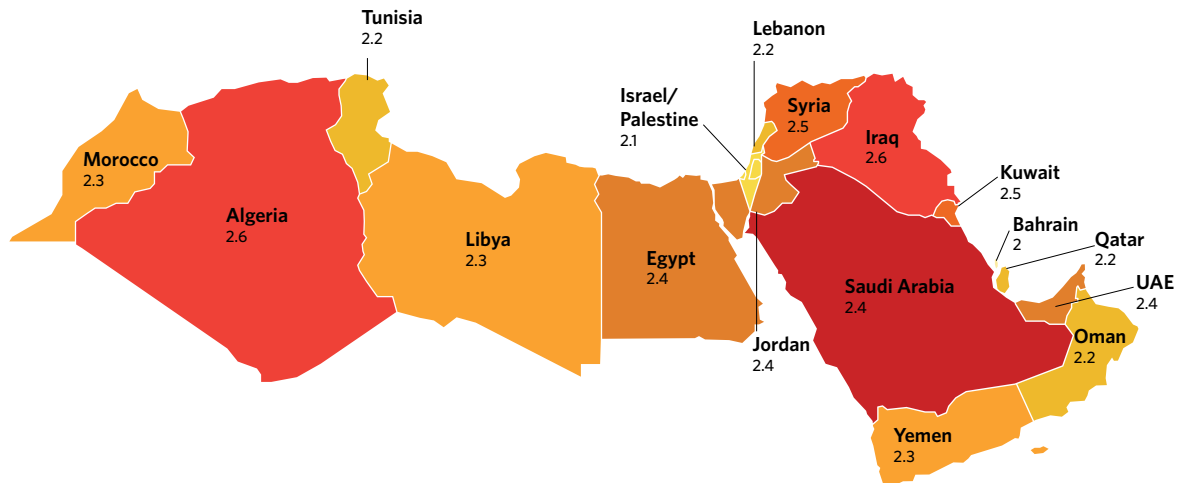 Tunisia
2.2
Lebanon
2.2
Israel/
Palestine
2.1
Syria
2.5
Iraq
2.6
Morocco
2.3
Kuwait
2.5
Algeria
2.6
Bahrain
2
Libya
2.3
Qatar
2.2
Egypt
2.4
UAE
2.4
Saudi Arabia
2.4
Jordan
2.4
Oman
2.2
Yemen
2.3